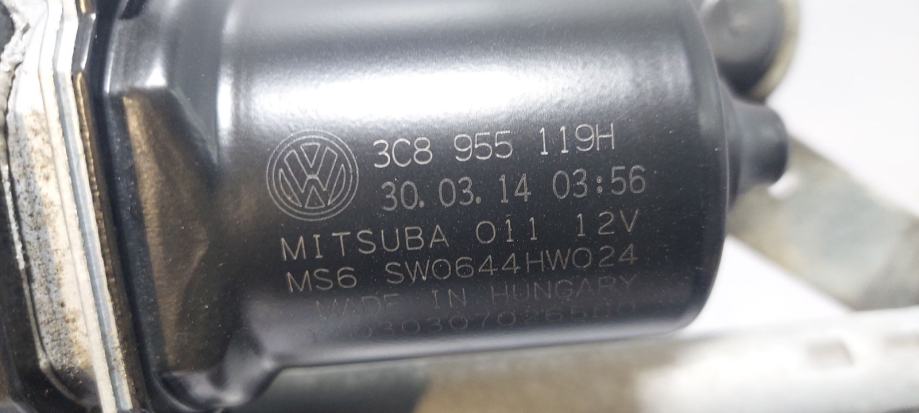 3C8 955 119H
30.03.14 03:56
MITSUBA 011 12V
MS6 SW0644HW024
MADE IN HUNGARY